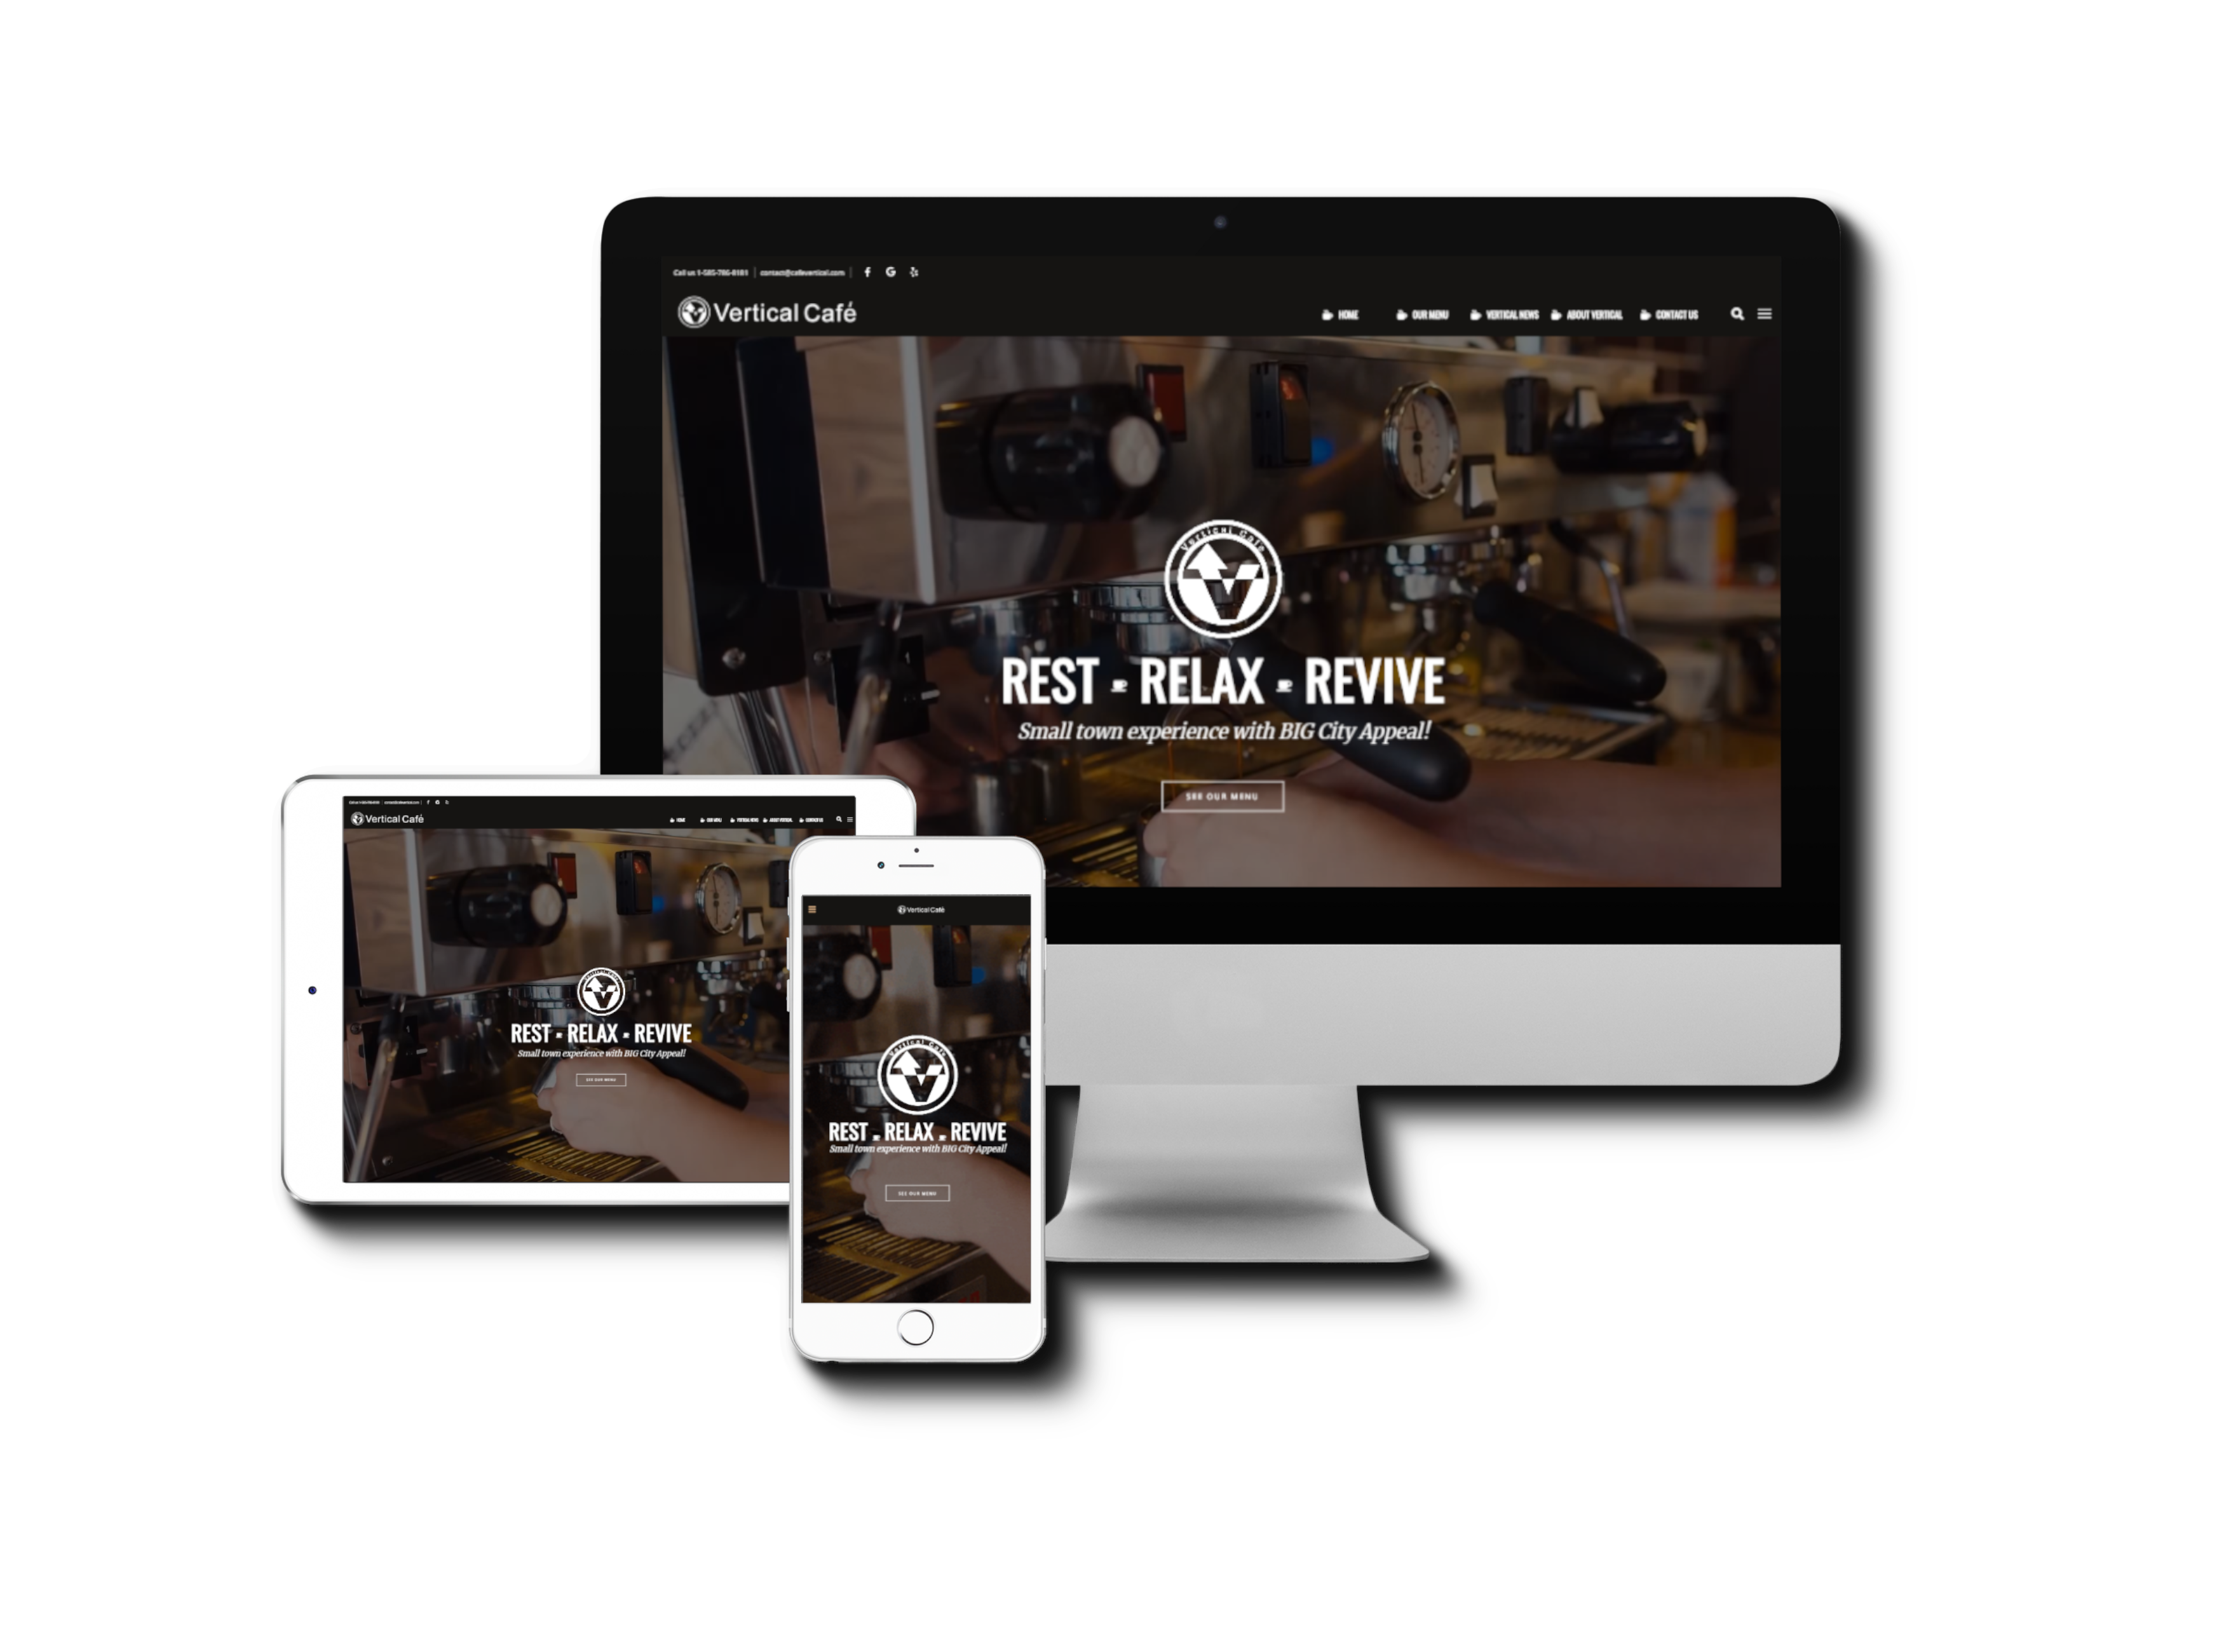 Call us 1-585-786-8181 | contact@cafevertical.com |
Vertical Café
HOME OUR MENU VERTICAL NEWS ABOUT VERTICAL CONTACT US
Vertical Cafe
REST RELAX REVIVE
Small town experience with BIG City Appeal!
SEE OUR MENU
Vertical Café
HOME OUR MENU VERTICAL NEWS ABOUT VERTICAL CONTACT US
REST RELAX REVIVE
Small town experience with BIG City Appeal!
SEE OUR MENU
Vertical Café
Vertical Cafe
REST RELAX REVIVE
Small town experience with BIG City Appeal!
SEE OUR MENU